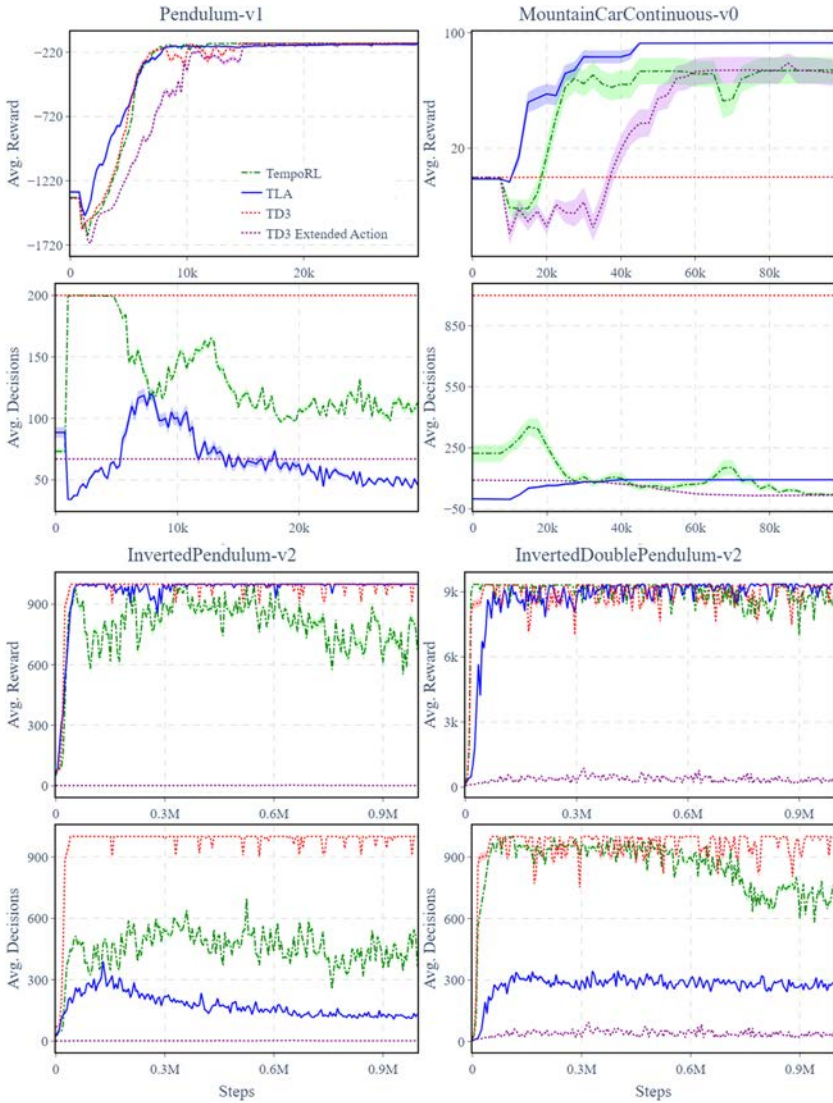 Pendulum-v1
MountainCarContinuous-v0
Avg. Reward
−220
−720
−1220
−1720
TempoRL
TLA
TD3
TD3 Extended Action
0
10k
20k
Avg. Reward
100
20
0
20k
40k
60k
80k
Avg. Decisions
200
150
100
50
0
10k
20k
Avg. Decisions
850
550
250
−50
0
20k
40k
60k
80k
InvertedPendulum-v2
InvertedDoublePendulum-v2
Avg. Reward
900
600
300
0
0
0.3M
0.6M
0.9M
Avg. Reward
9k
6k
3k
0
0
0.3M
0.6M
0.9M
Avg. Decisions
900
600
300
0
0
0.3M
0.6M
0.9M
Steps
Avg. Decisions
900
600
300
0
0
0.3M
0.6M
0.9M
Steps